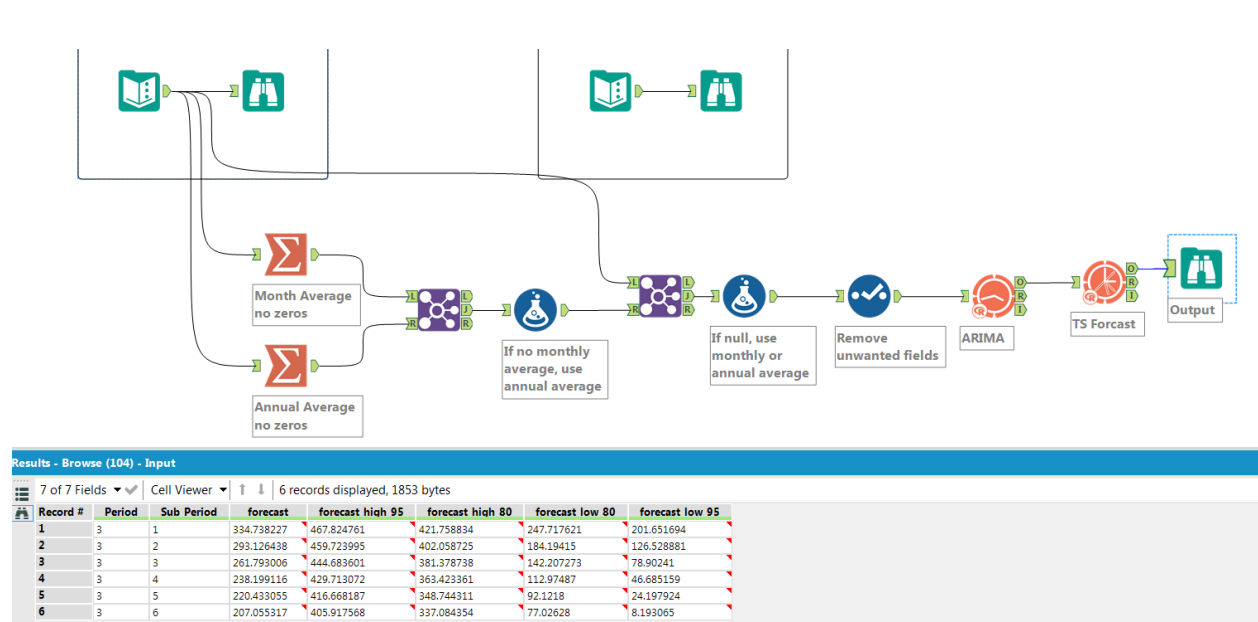 Month Average
no zeros
Annual Average
no zeros
L
R
L
J
R
If no monthly
average, use
annual average
L
R
L
J
R
If null, use
monthly or
annual average
Remove
unwanted fields
R
O
R
I
ARIMA
R
O
R
I
TS Forcast
Output
Results - Browse (104) - Input
7 of 7 Fields Cell Viewer 6 records displayed, 1853 bytes
Record # Period Sub Period forecast forecast high 95 forecast high 80 forecast low 80 forecast low 95
1 3 1 334.738227 467.824761 421.758834 247.717621 201.651694
2 3 2 293.126438 459.723995 402.058725 184.19415 126.528881
3 3 3 261.793006 444.683601 381.378738 142.207273 78.90241
4 3 4 238.199116 429.713072 363.423361 112.97487 46.685159
5 3 5 220.433055 416.668187 348.744311 92.1218 24.197924
6 3 6 207.055317 405.917568 337.084354 77.02628 8.193065